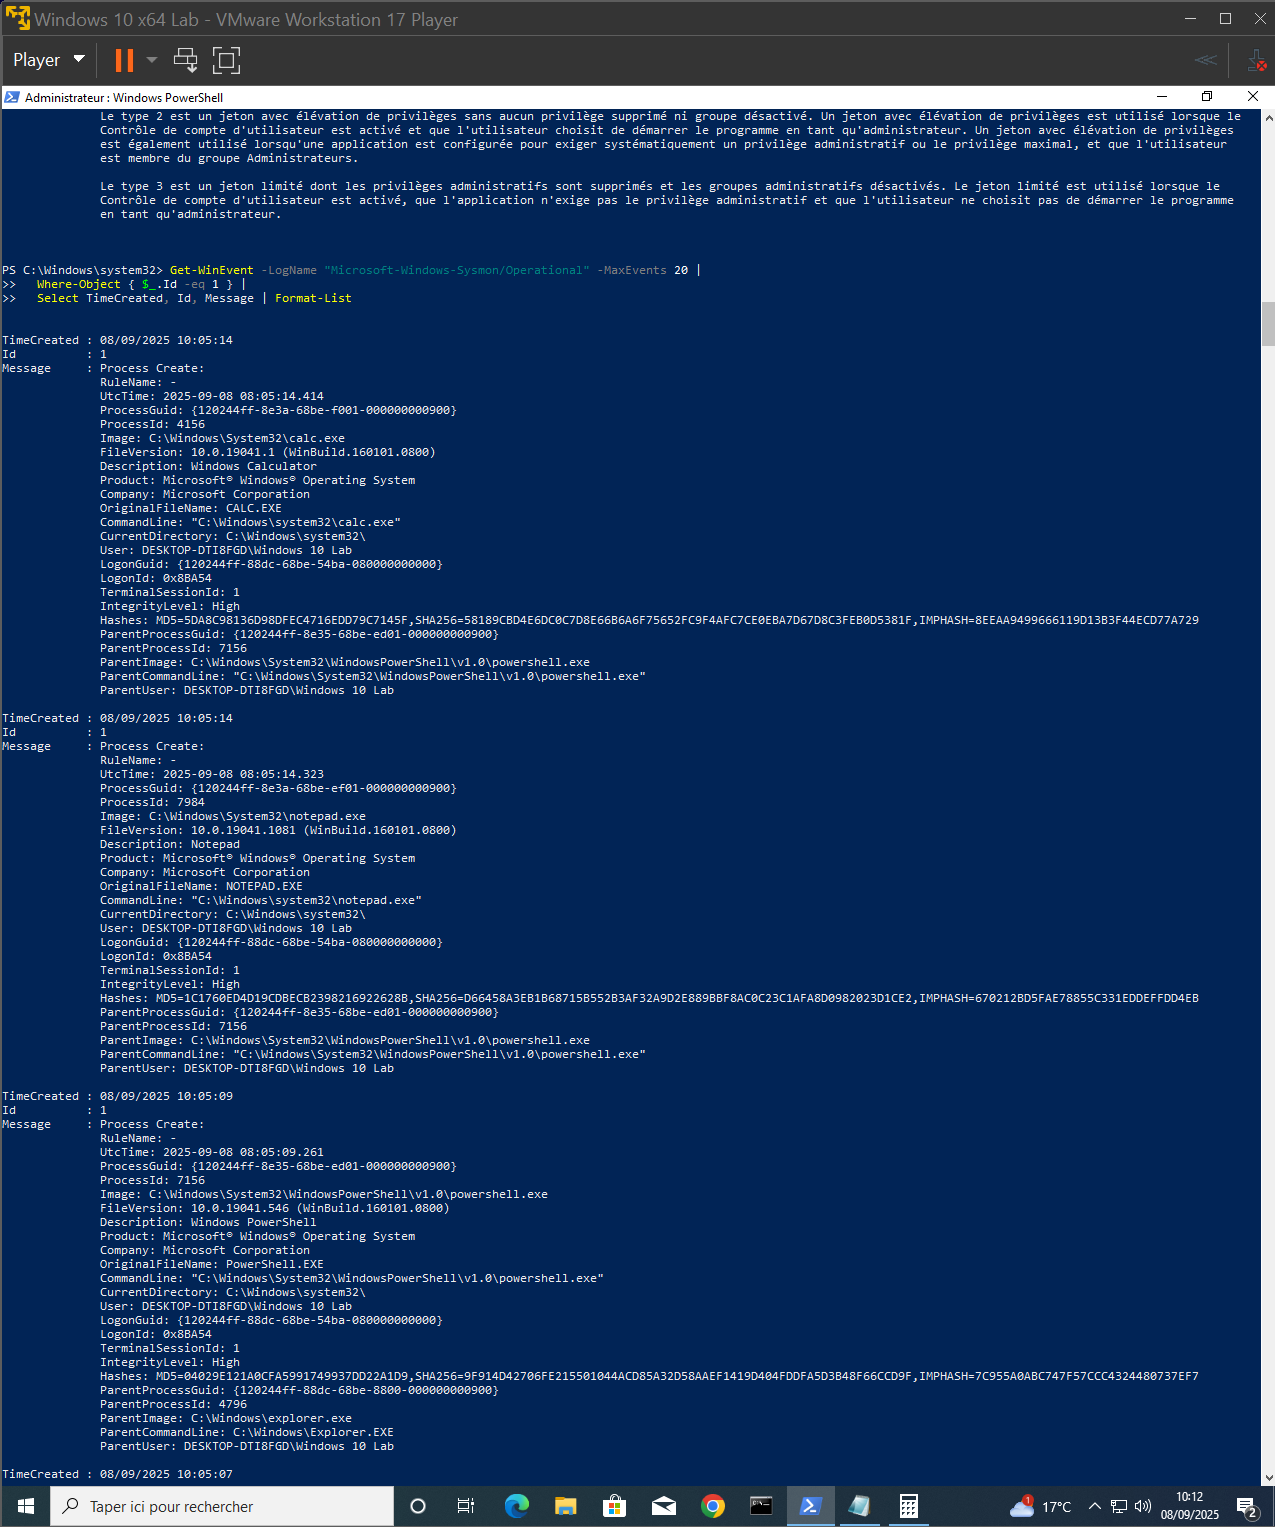 Windows 10 x64 Lab - VMware Workstation 17 Player
Player
Administrateur : Windows PowerShell
Le type 2 est un jeton avec élévation de privilèges sans aucun privilège supprimé ni groupe désactivé. Un jeton avec élévation de privilèges est utilisé lorsque le
Contrôle de compte d'utilisateur est activé et que l'utilisateur choisit de démarrer le programme en tant qu'administrateur. Un jeton avec élévation de privilèges
est également utilisé lorsqu'une application est configurée pour exiger systématiquement un privilège administratif ou le privilège maximal, et que l'utilisateur
est membre du groupe Administrateurs.
Le type 3 est un jeton limité dont les privilèges administratifs sont supprimés et les groupes administratifs désactivés. Le jeton limité est utilisé lorsque le
Contrôle de compte d'utilisateur est activé, que l'application n'exige pas le privilège administratif et que l'utilisateur ne choisit pas de démarrer le programme
en tant qu'administrateur.
PS C:\Windows\system32> Get-WinEvent -LogName "Microsoft-Windows-Sysmon/Operational" -MaxEvents 20 |
>>   Where-Object { $_.Id -eq 1 } |
>>   Select TimeCreated, Id, Message | Format-List
TimeCreated : 08/09/2025 10:05:14
Id          : 1
Message     : Process Create:
RuleName: -
UtcTime: 2025-09-08 08:05:14.414
ProcessGuid: {120244ff-8e3a-68be-f001-000000000900}
ProcessId: 4156
Image: C:\Windows\System32\calc.exe
FileVersion: 10.0.19041.1 (WinBuild.160101.0800)
Description: Windows Calculator
Product: Microsoft® Windows® Operating System
Company: Microsoft Corporation
OriginalFileName: CALC.EXE
CommandLine: "C:\Windows\system32\calc.exe"
CurrentDirectory: C:\Windows\system32\
User: DESKTOP-DTI8FGD\Windows 10 Lab
LogonGuid: {120244ff-88dc-68be-54ba-080000000000}
LogonId: 0x8BA54
TerminalSessionId: 1
IntegrityLevel: High
Hashes: MD5=5DA8C98136D98DFEC4716EDD79C7145F,SHA256=58189CBD4E6DC0C7D8E66B6A6F75652FC9F4AFC7CE0EBA7D67D8C3FEB0D5381F,IMPHASH=8EEAA9499666119D13B3F44ECD77A729
ParentProcessGuid: {120244ff-8e35-68be-ed01-000000000900}
ParentProcessId: 7156
ParentImage: C:\Windows\System32\WindowsPowerShell\v1.0\powershell.exe
ParentCommandLine: "C:\Windows\System32\WindowsPowerShell\v1.0\powershell.exe"
ParentUser: DESKTOP-DTI8FGD\Windows 10 Lab
TimeCreated : 08/09/2025 10:05:14
Id          : 1
Message     : Process Create:
RuleName: -
UtcTime: 2025-09-08 08:05:14.323
ProcessGuid: {120244ff-8e3a-68be-ef01-000000000900}
ProcessId: 7984
Image: C:\Windows\System32\notepad.exe
FileVersion: 10.0.19041.1081 (WinBuild.160101.0800)
Description: Notepad
Product: Microsoft® Windows® Operating System
Company: Microsoft Corporation
OriginalFileName: NOTEPAD.EXE
CommandLine: "C:\Windows\system32\notepad.exe"
CurrentDirectory: C:\Windows\system32\
User: DESKTOP-DTI8FGD\Windows 10 Lab
LogonGuid: {120244ff-88dc-68be-54ba-080000000000}
LogonId: 0x8BA54
TerminalSessionId: 1
IntegrityLevel: High
Hashes: MD5=1C1760ED4D19CDBECB2398216922628B,SHA256=D66458A3EB1B68715B552B3AF32A9D2E889BBF8AC0C23C1AFA8D0982023D1CE2,IMPHASH=670212BD5FAE78855C331EDDEFFDD4EB
ParentProcessGuid: {120244ff-8e35-68be-ed01-000000000900}
ParentProcessId: 7156
ParentImage: C:\Windows\System32\WindowsPowerShell\v1.0\powershell.exe
ParentCommandLine: "C:\Windows\System32\WindowsPowerShell\v1.0\powershell.exe"
ParentUser: DESKTOP-DTI8FGD\Windows 10 Lab
TimeCreated : 08/09/2025 10:05:09
Id          : 1
Message     : Process Create:
RuleName: -
UtcTime: 2025-09-08 08:05:09.261
ProcessGuid: {120244ff-8e35-68be-ed01-000000000900}
ProcessId: 7156
Image: C:\Windows\System32\WindowsPowerShell\v1.0\powershell.exe
FileVersion: 10.0.19041.546 (WinBuild.160101.0800)
Description: Windows PowerShell
Product: Microsoft® Windows® Operating System
Company: Microsoft Corporation
OriginalFileName: PowerShell.EXE
CommandLine: "C:\Windows\System32\WindowsPowerShell\v1.0\powershell.exe"
CurrentDirectory: C:\Windows\system32\
User: DESKTOP-DTI8FGD\Windows 10 Lab
LogonGuid: {120244ff-88dc-68be-54ba-080000000000}
LogonId: 0x8BA54
TerminalSessionId: 1
IntegrityLevel: High
Hashes: MD5=04029E121A0CFA5991749937DD22A1D9,SHA256=9F914D42706FE215501044ACD85A32D58AAEF1419D404FDDFA5D3B48F66CCD9F,IMPHASH=7C955A0ABC747F57CCC4324480737EF7
ParentProcessGuid: {120244ff-88dc-68be-8800-000000000900}
ParentProcessId: 4796
ParentImage: C:\Windows\explorer.exe
ParentCommandLine: C:\Windows\Explorer.EXE
ParentUser: DESKTOP-DTI8FGD\Windows 10 Lab
TimeCreated : 08/09/2025 10:05:07
Taper ici pour rechercher
1
17°C
10:12
08/09/2025
2